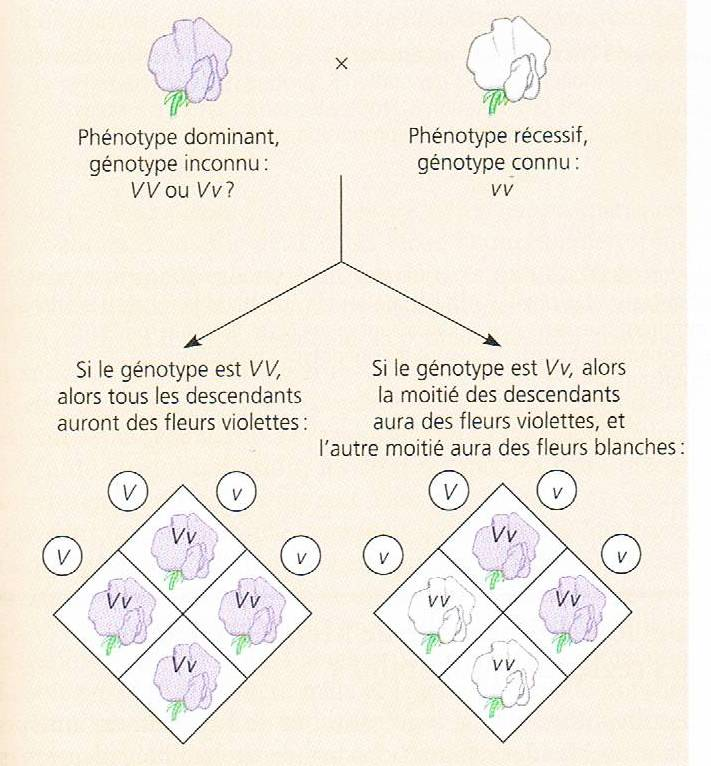 ×
Phénotype dominant,
génotype inconnu :
VV ou Vv ?
Phénotype récessif,
génotype connu :
vv
Si le génotype est VV,
alors tous les descendants
auront des fleurs violettes :
Si le génotype est Vv, alors
la moitié des descendants
aura des fleurs violettes, et
l'autre moitié aura des fleurs blanches :
V
v
V
v
Vv
Vv
Vv
Vv
V
v
v
v
Vv
vv
Vv
vv